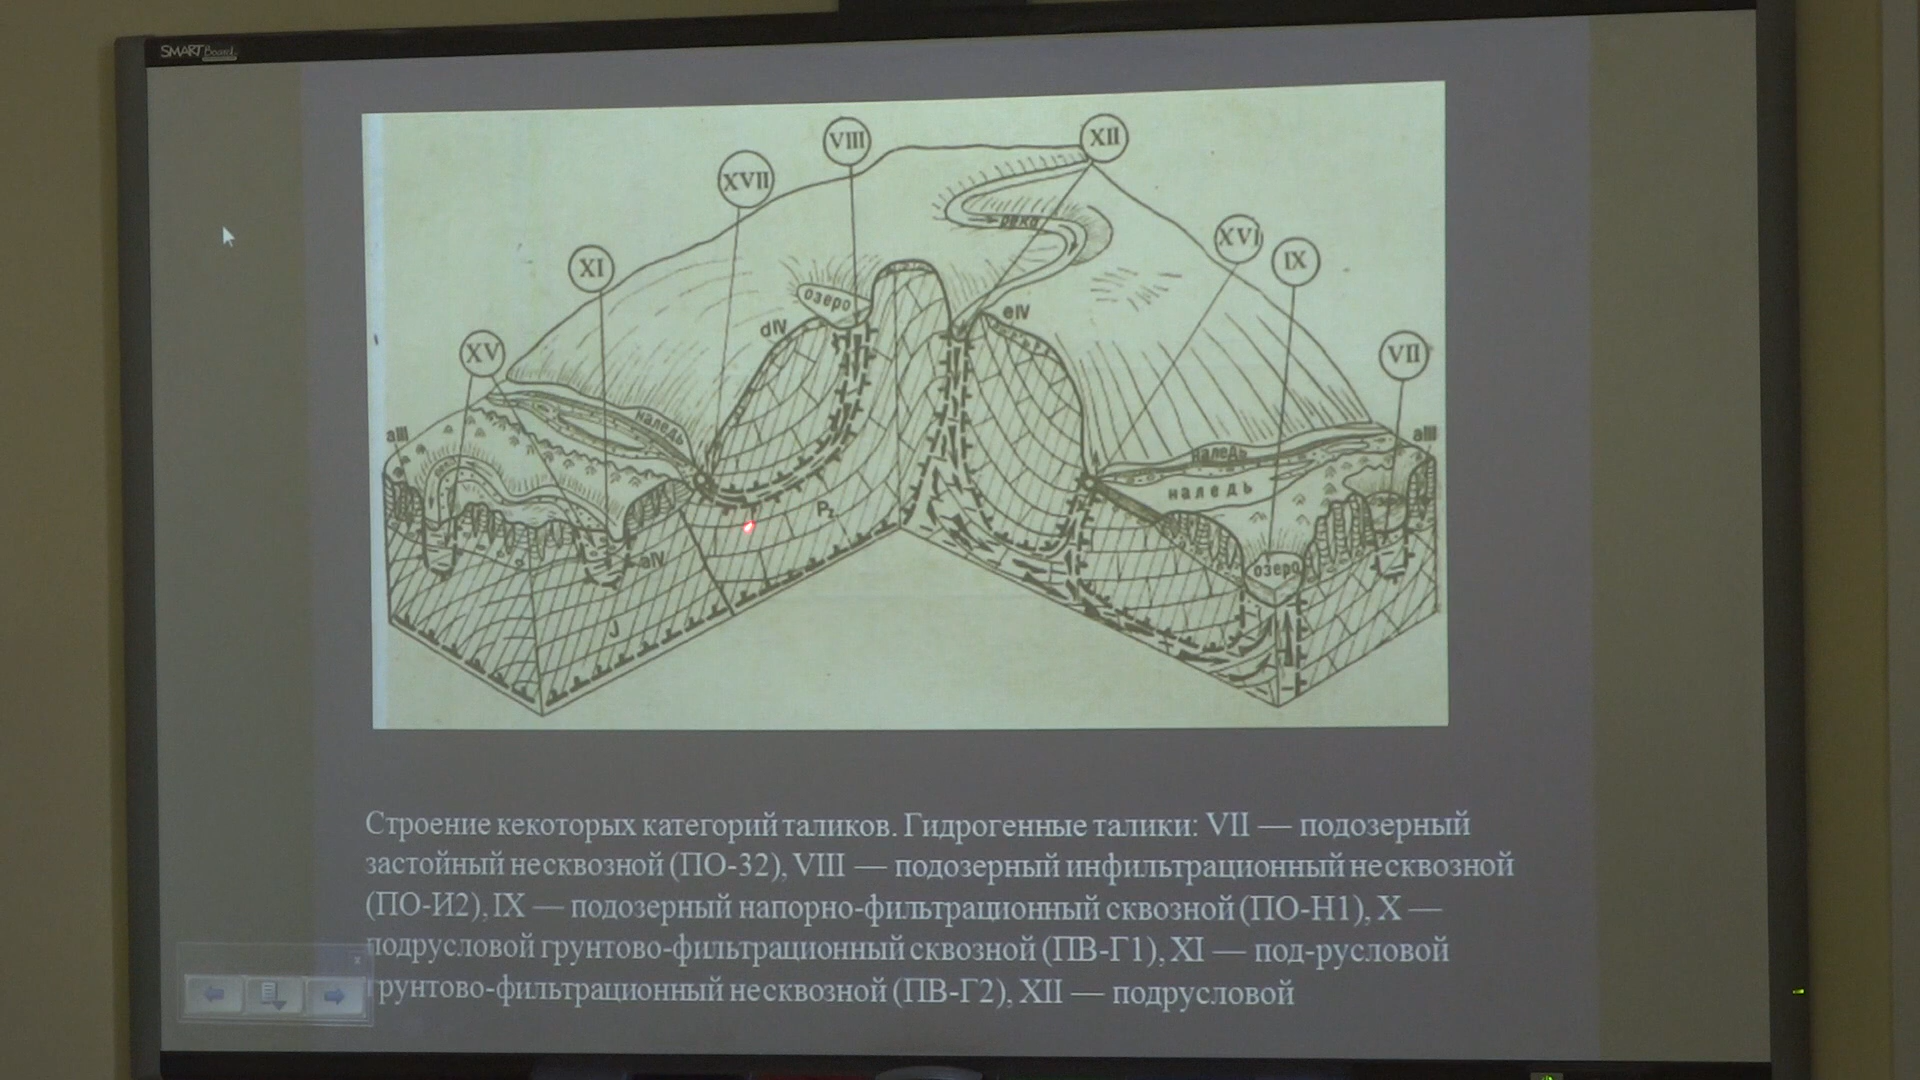 SMART Board
VIII
XII
XVII
XVI
IX
XI
река
VII
XV
озеро
dIV
eIV
наледь
aIII
aIII
наледь
наледь
Pz
озеро
aIV
J
Строение кекоторых категорий таликов. Гидрогенные талики: VII — подозерный
застойный несквозной (ПО-32), VIII — подозерный инфильтрационный несквозной
(ПО-И2), IX — подозерный напорно-фильтрационный сквозной (ПО-Н1), X —
подрусловой грунтово-фильтрационный сквозной (ПВ-Г1), XI — под-русловой
грунтово-фильтрационный несквозной (ПВ-Г2), XII — подрусловой